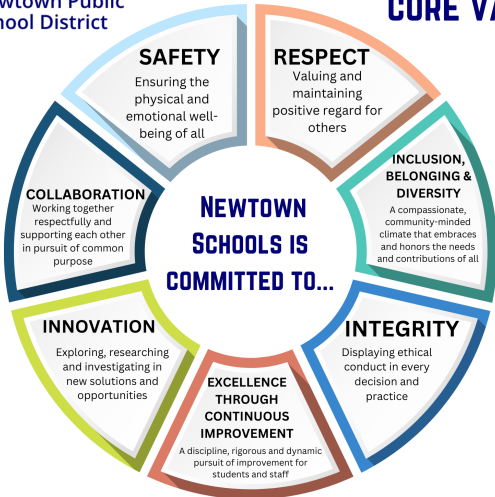 wtown Public
ool District
CORE VA
SAFETY
Ensuring the
physical and
emotional well-
being of all
RESPECT
Valuing and
maintaining
positive regard for
others
INCLUSION,
BELONGING &
DIVERSITY
A compassionate,
community-minded
climate that embraces
and honors the needs
and contributions of all
INTEGRITY
Displaying ethical
conduct in every
decision and
practice
EXCELLENCE
THROUGH
CONTINUOUS
IMPROVEMENT
A discipline, rigorous and dynamic
pursuit of improvement for
students and staff
INNOVATION
Exploring, researching
and investigating in
new solutions and
opportunities
COLLABORATION
Working together
respectfully and
supporting each other
in pursuit of common
purpose
NEWTOWN
SCHOOLS IS
COMMITTED TO...